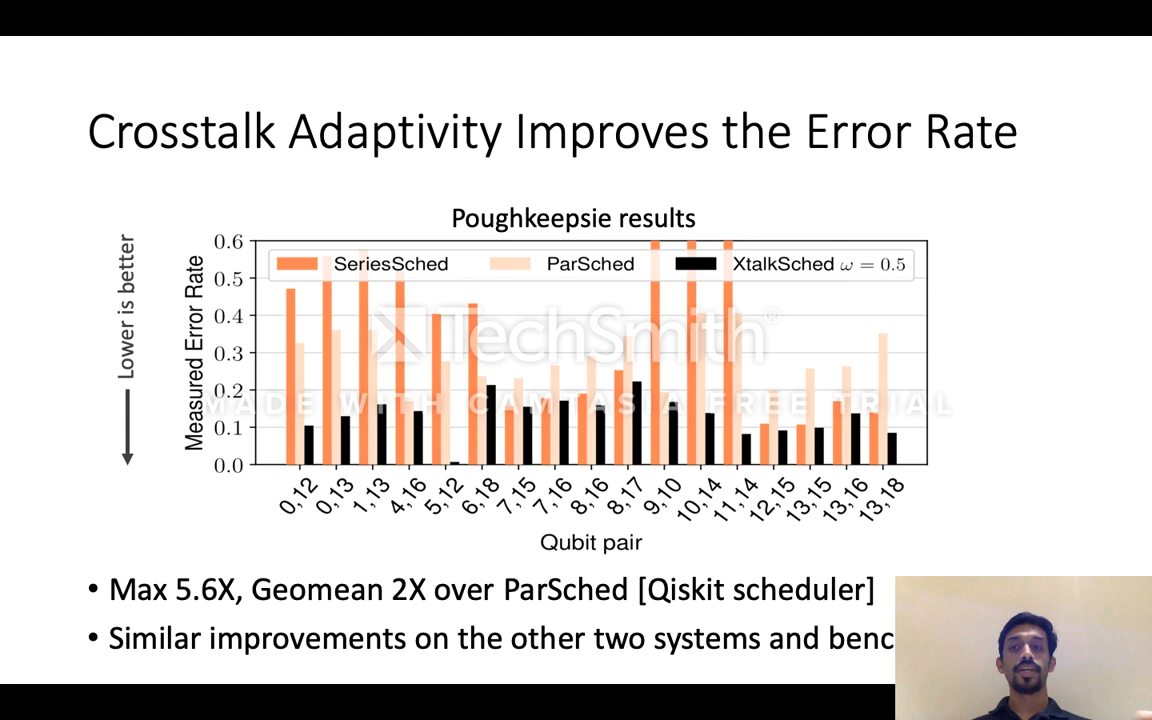 Crosstalk Adaptivity Improves the Error Rate
Poughkeepsie results
Lower is better
Measured Error Rate
0.6
0.5
0.4
0.3
0.2
0.1
0.0
SeriesSched ParSched XtalkSched ω = 0.5
TechSmith®
MADE WITH CAMTASIA FREE TRIAL
0,12 0,13 1,13 4,16 5,12 6,18 7,15 7,16 8,16 8,17 9,10 10,14 11,14 12,15 13,15 13,16 13,18
Qubit pair
• Max 5.6X, Geomean 2X over ParSched [Qiskit scheduler]
• Similar improvements on the other two systems and benc